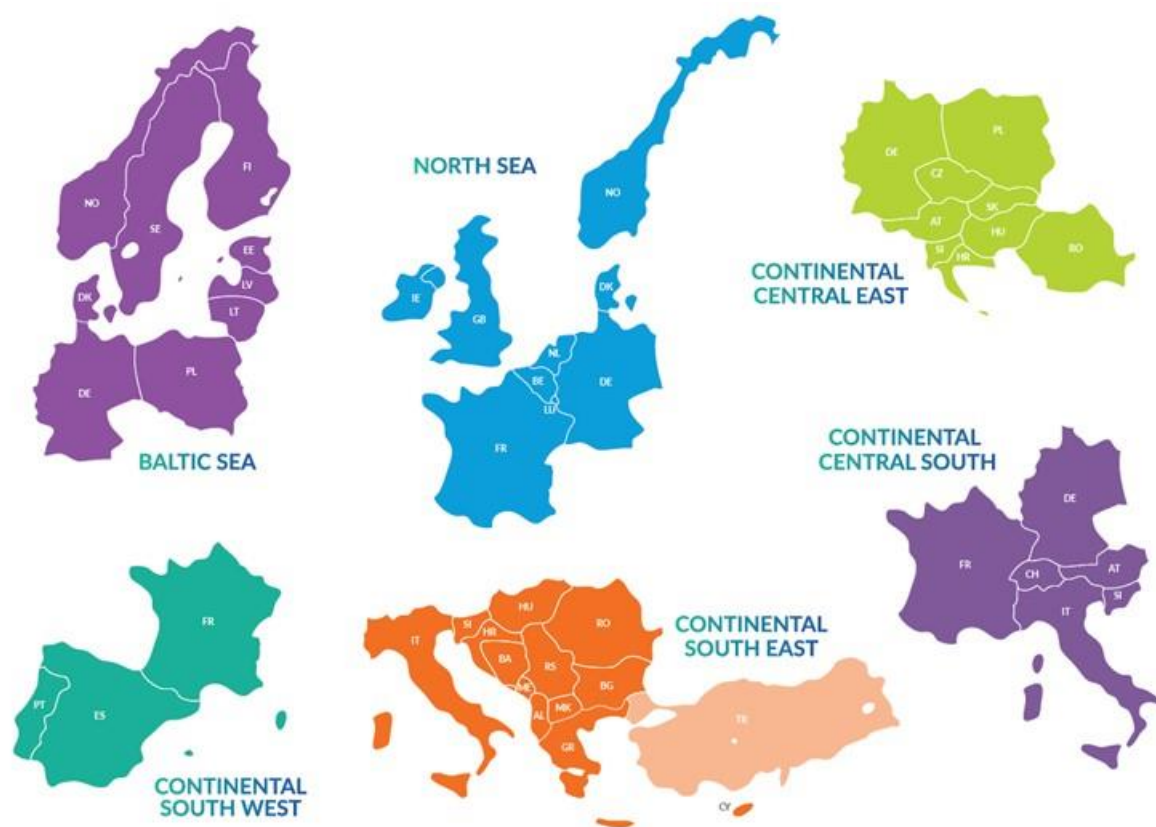 NO
SE
FI
EE
LV
LT
DK
DE
PL
BALTIC SEA
NORTH SEA
NO
IE
GB
DK
NL
BE
DE
LU
FR
DE
PL
CZ
SK
AT
HU
SI
HR
RO
CONTINENTAL
CENTRAL EAST
CONTINENTAL
CENTRAL SOUTH
DE
FR
CH
AT
SI
IT
FR
PT
ES
CONTINENTAL
SOUTH WEST
IT
SI
HU
HR
RO
BA
RS
ME
BG
AL
MK
GR
TR
CY
CONTINENTAL
SOUTH EAST